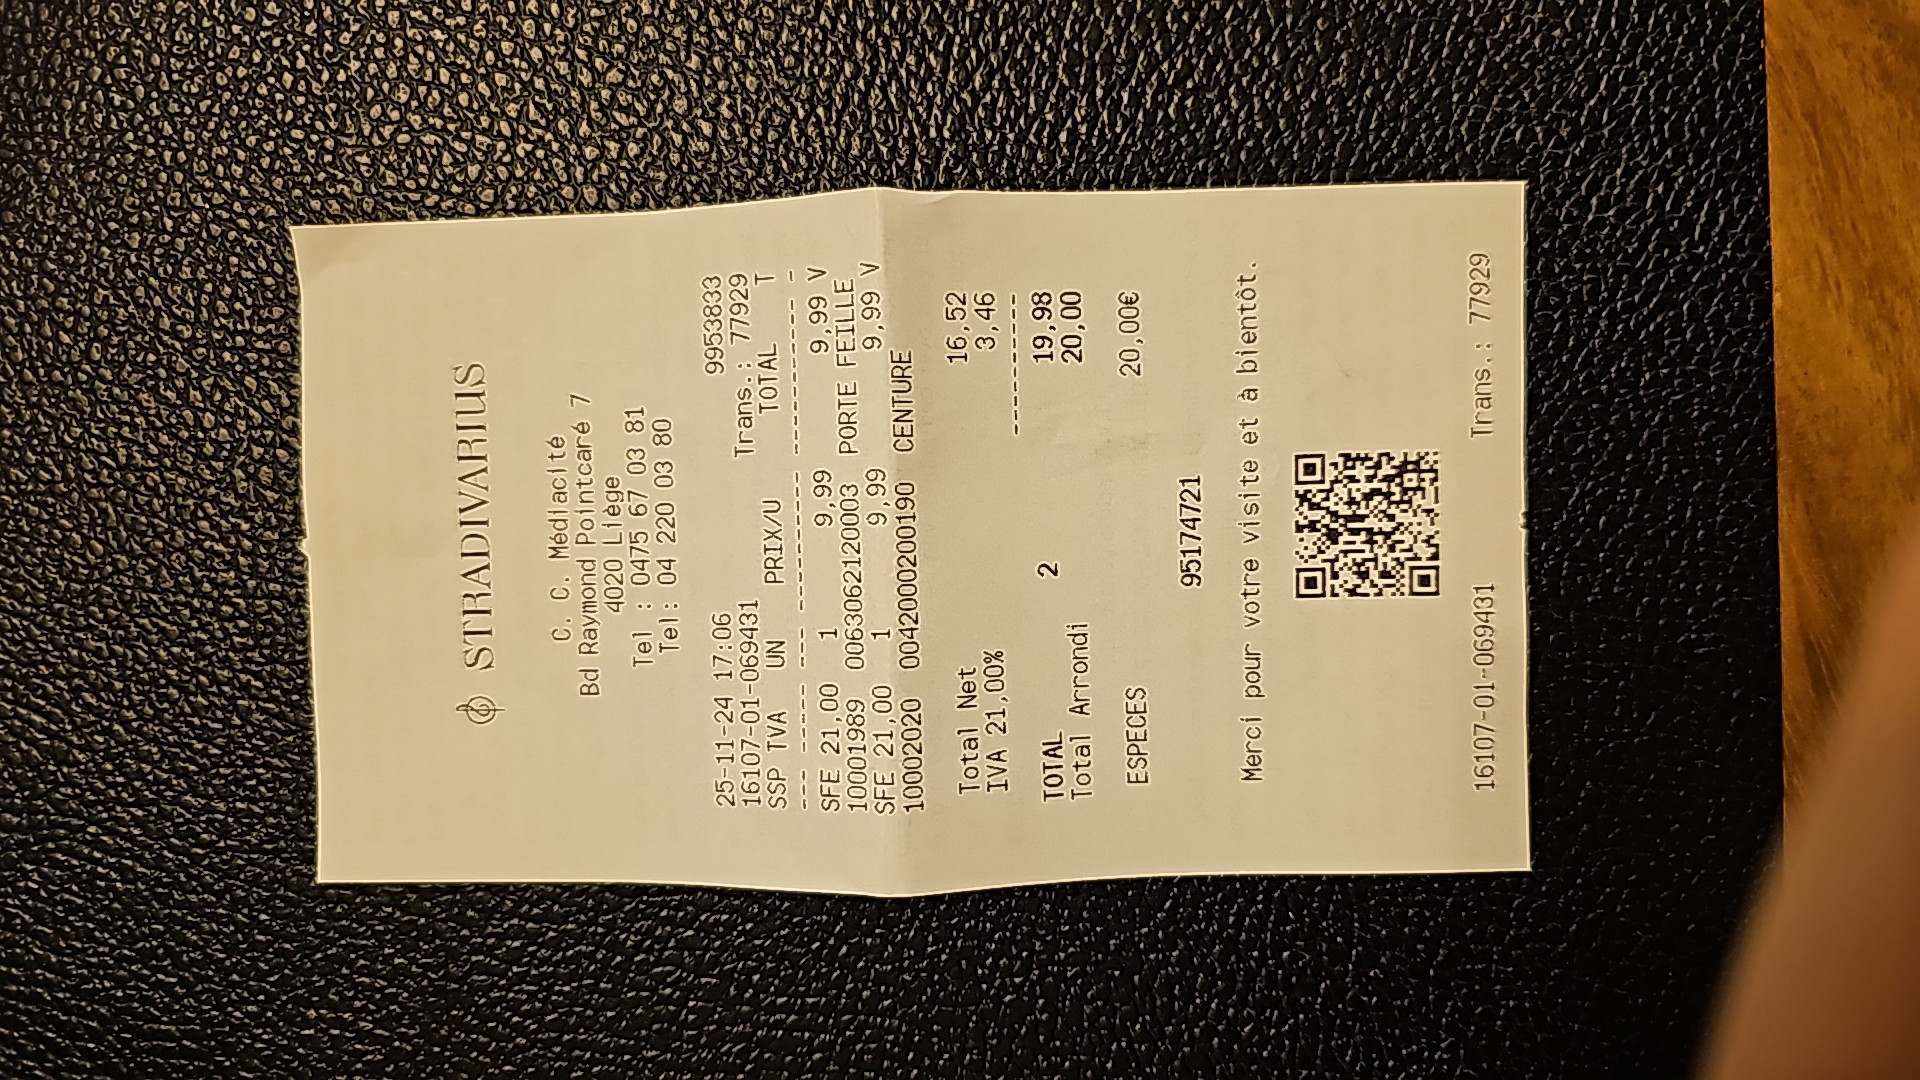 STRADIVARIUS
C. C. Médiacité
Bd Raymond Pointcaré 7
4020 Liège
Tel : 0475 67 03 81
Tel: 04 220 03 80
25-11-24 17:06 9953833
16107-01-069431 Trans.: 77929
SSP TVA UN PRIX/U TOTAL T
--- ----- --- ---------- ---------- -
SFE 21,00 1 9,99 9,99 V
100001989 0063062120003 PORTE FEILLE
SFE 21,00 1 9,99 9,99 V
100002020 00420002200190 CENTURE
Total Net 16,52
IVA 21,00% 3,46
----------
TOTAL 2 19,98
Total Arrondi 20,00
ESPECES 20,00€
95174721
Merci pour votre visite et à bientôt.
16107-01-069431 Trans.: 77929